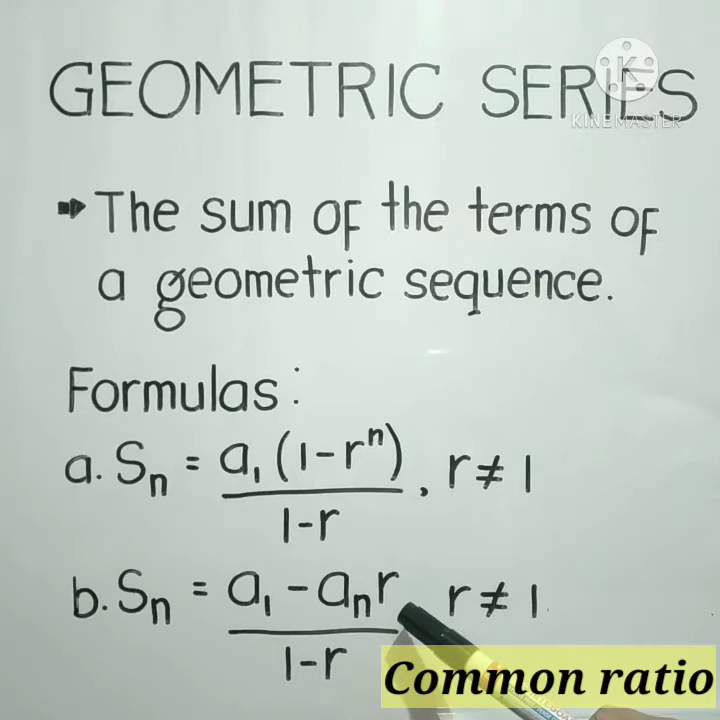 GEOMETRIC SERIES
K
KINEMASTER
➡ The sum of the terms of
a geometric sequence.
Formulas:
a. Sₙ = a₁(1-rⁿ)/1-r, r ≠ 1
b. Sₙ = a₁ - aₙr/1-r r ≠ 1
Common ratio